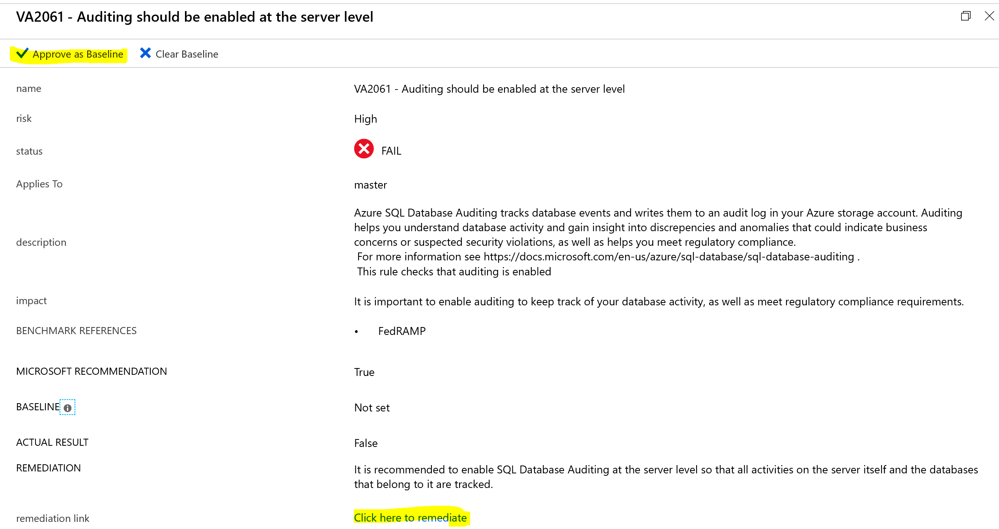 VA2061 - Auditing should be enabled at the server level
Approve as Baseline Clear Baseline
name VA2061 - Auditing should be enabled at the server level
risk High
status FAIL
Applies To master
description Azure SQL Database Auditing tracks database events and writes them to an audit log in your Azure storage account. Auditing
helps you understand database activity and gain insight into discrepencies and anomalies that could indicate business
concerns or suspected security violations, as well as helps you meet regulatory compliance.
For more information see https://docs.microsoft.com/en-us/azure/sql-database/sql-database-auditing .
This rule checks that auditing is enabled
impact It is important to enable auditing to keep track of your database activity, as well as meet regulatory compliance requirements.
BENCHMARK REFERENCES • FedRAMP
MICROSOFT RECOMMENDATION True
BASELINE Not set
ACTUAL RESULT False
REMEDIATION It is recommended to enable SQL Database Auditing at the server level so that all activities on the server itself and the databases
that belong to it are tracked.
remediation link Click here to remediate